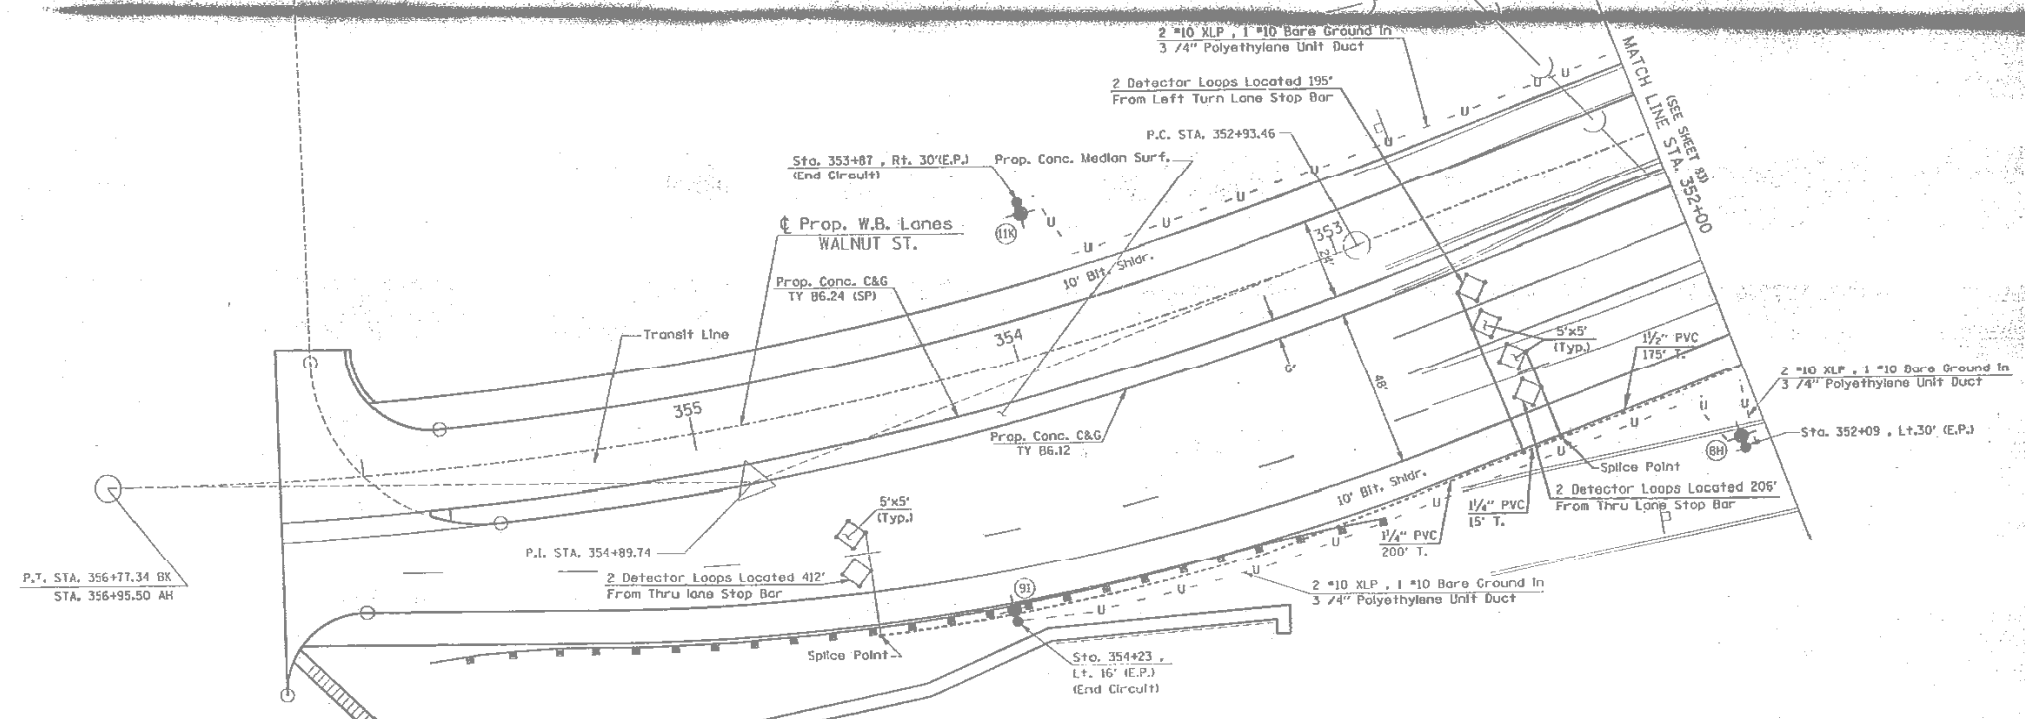 2 #10 XLP , 1 #10 Bare Ground In
3 /4" Polyethylene Unit Duct
2 Detector Loops Located 195'
From Left Turn Lane Stop Bar
P.C. STA. 352+93.46
MATCH LINE STA. 352+00
(SEE SHEET 83)
Sta. 353+87 , Rt. 30'(E.P.)
(End Circuit)
Prop. Conc. Median Surf.
11K
℄ Prop. W.B. Lanes
WALNUT ST.
Prop. Conc. C&G
TY B6.24 (SP)
Transit Line
10' Bit. Shldr.
353
24'
354
355
6'
48'
5'x5'
(Typ.)
1½" PVC
175' T.
2 #10 XLP , 1 #10 Bare Ground In
3 /4" Polyethylene Unit Duct
Sta. 352+09 , Lt.30' (E.P.)
8H
Prop. Conc. C&G
TY B6.12
Splice Point
2 Detector Loops Located 206'
From Thru Lane Stop Bar
10' Bit. Shldr.
1¼" PVC
15' T.
1¼" PVC
200' T.
5'x5'
(Typ.)
P.I. STA. 354+89.74
2 Detector Loops Located 412'
From Thru lane Stop Bar
P.T. STA. 356+77.34 BK
STA. 356+95.50 AH
9I
2 #10 XLP , 1 #10 Bare Ground In
3 /4" Polyethylene Unit Duct
Splice Point
Sta. 354+23 ,
Lt. 16' (E.P.)
(End Circuit)
U U U U U U U U U U U U U U U U U U U